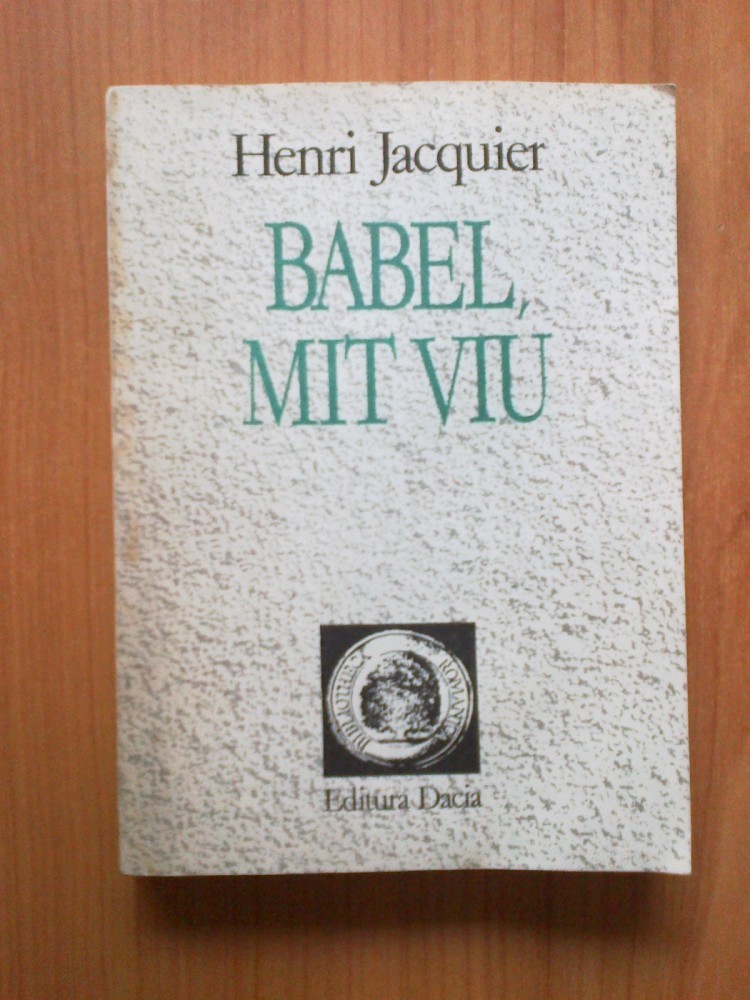 Henri Jacquier
BABEL,
MIT VIU
BIBLIOTHECA ROMANICA
Editura Dacia